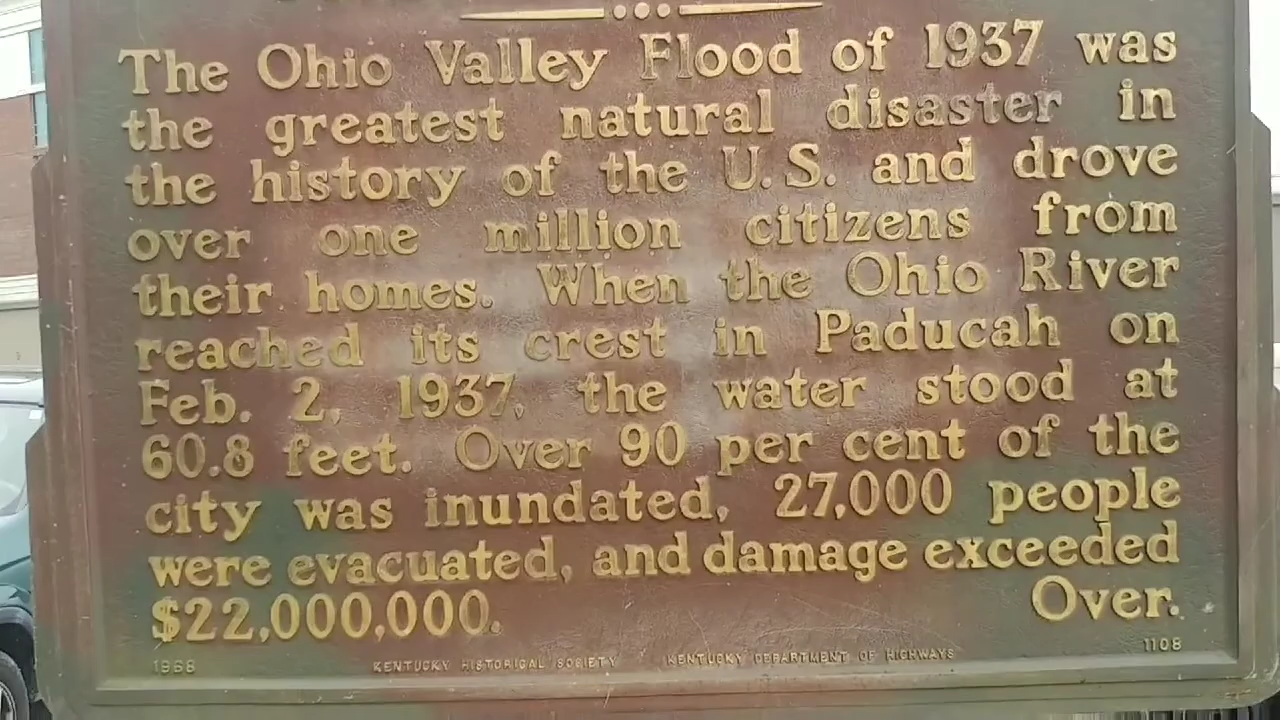 The Ohio Valley Flood of 1937 was
the greatest natural disaster in
the history of the U.S. and drove
over one million citizens from
their homes. When the Ohio River
reached its crest in Paducah on
Feb. 2, 1937, the water stood at
60.8 feet. Over 90 per cent of the
city was inundated, 27,000 people
were evacuated, and damage exceeded
$22,000,000. Over.
1968 KENTUCKY HISTORICAL SOCIETY KENTUCKY DEPARTMENT OF HIGHWAYS 1108